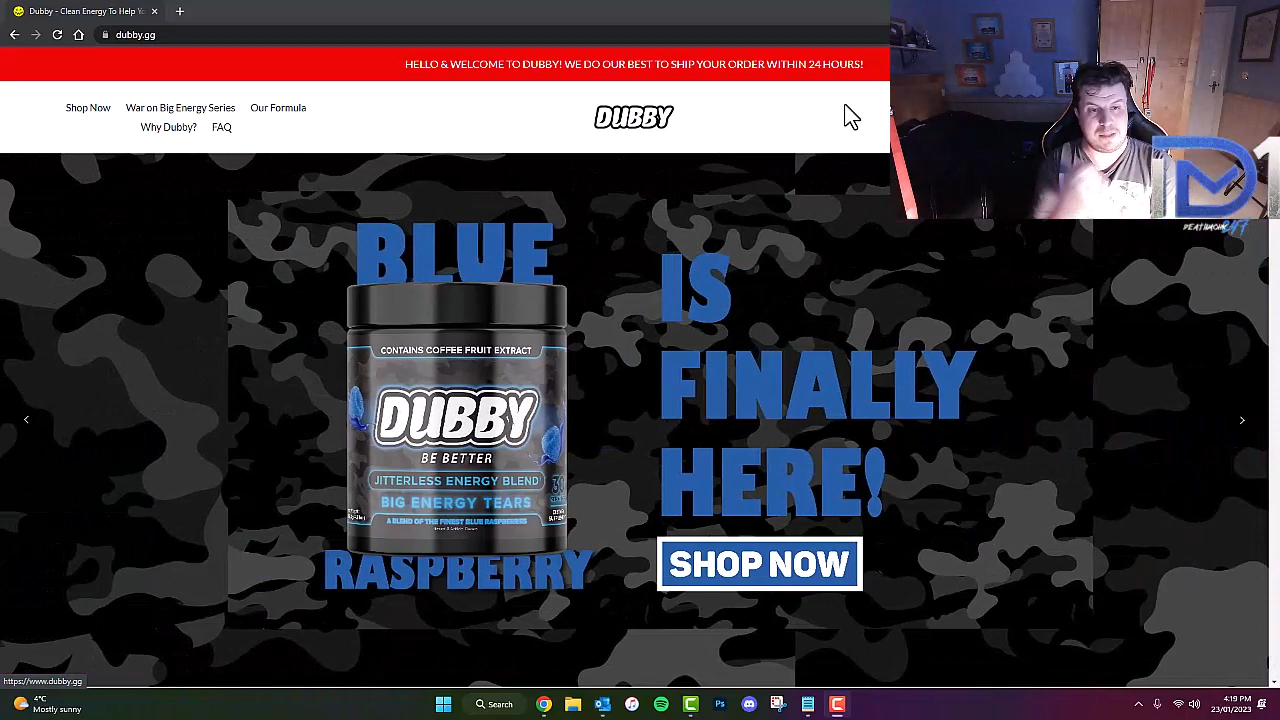 Dubby - Clean Energy To Help Yo
dubby.gg
HELLO & WELCOME TO DUBBY! WE DO OUR BEST TO SHIP YOUR ORDER WITHIN 24 HOURS!
Shop Now War on Big Energy Series Our Formula
Why Dubby? FAQ
DUBBY
DEATHMONK 247
BLUE
IS
FINALLY
HERE!
CONTAINS COFFEE FRUIT EXTRACT
DUBBY
BE BETTER
JITTERLESS ENERGY BLEND
BIG ENERGY TEARS
A BLEND OF THE FINEST BLUE RASPBERRIES
RASPBERRY
SHOP NOW
https://www.dubby.gg
4°C
Mostly sunny
Search
4:19 PM
23/01/2023